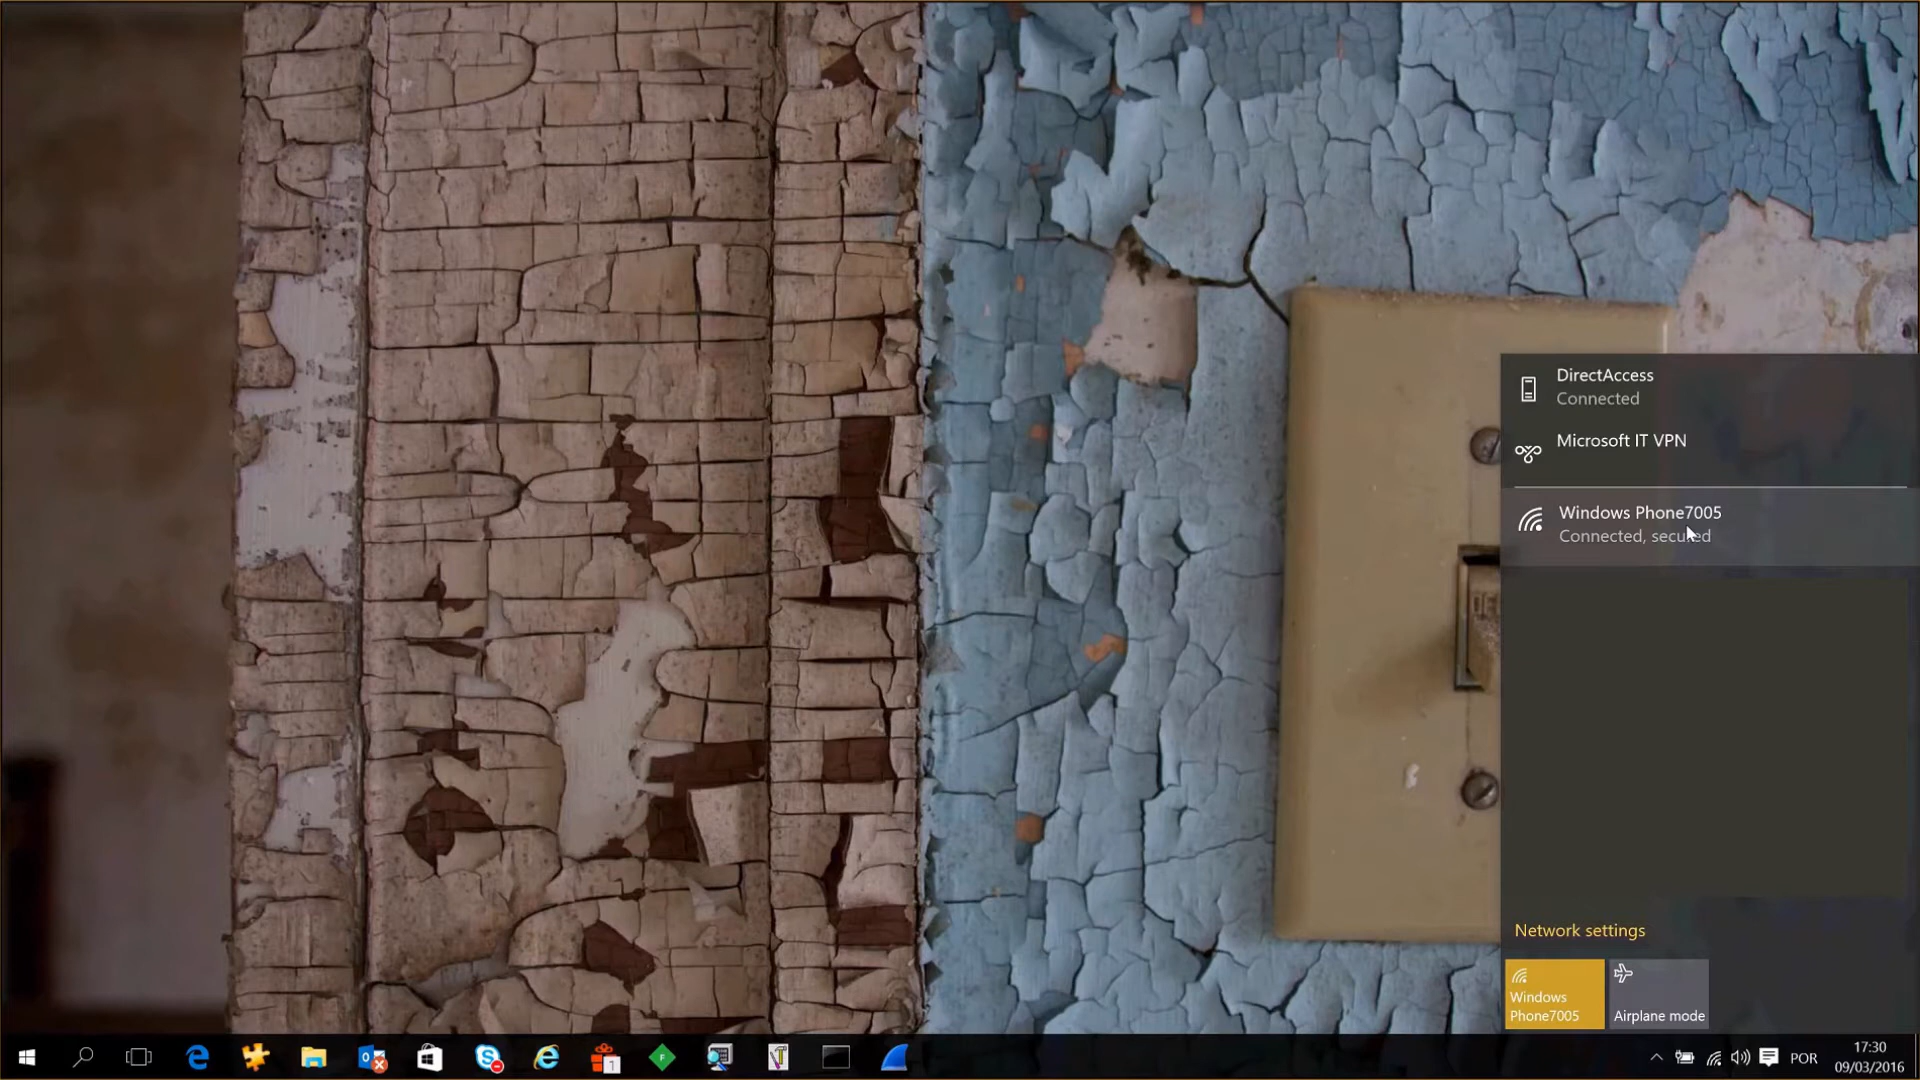 DirectAccess
Connected
Microsoft IT VPN
Windows Phone7005
Connected, secured
Network settings
Windows
Phone7005
Airplane mode
F
1
POR
17:30
09/03/2016